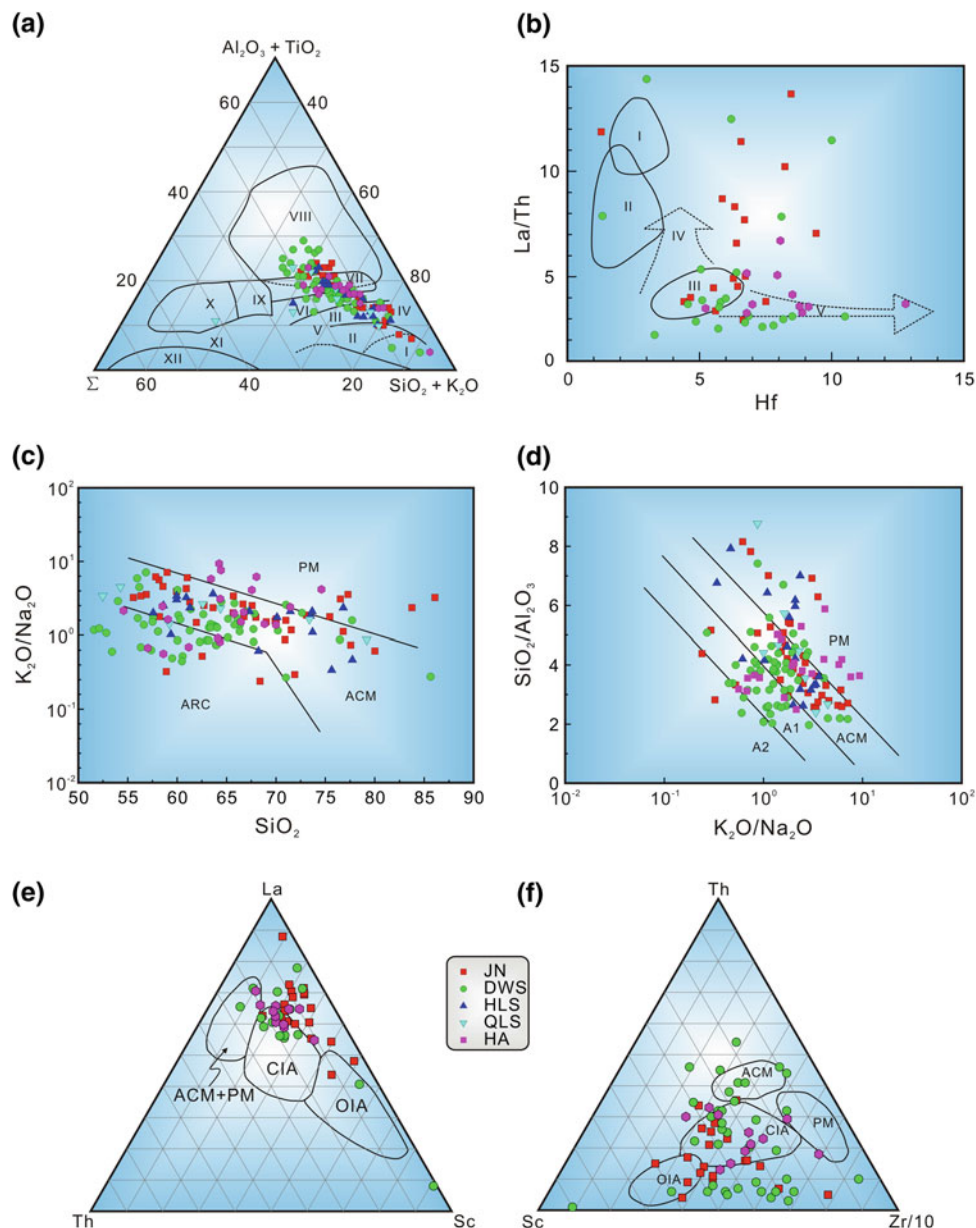 (a)
Al₂O₃ + TiO₂
60 40
40 60
VIII
20 VII 80
X IX
VI III IV
V II I
XI
XII
Σ 60 40 20 SiO₂ + K₂O
(b)
15
10
5
0
La/Th
I
II
IV
III
V
0 5 10 15
Hf
(c)
10²
10¹
10⁰
10⁻¹
10⁻²
K₂O/Na₂O
PM
ARC ACM
50 55 60 65 70 75 80 85 90
SiO₂
(d)
10
8
6
4
2
0
SiO₂/Al₂O₃
PM
A1
A2 ACM
10⁻² 10⁻¹ 10⁰ 10¹ 10²
K₂O/Na₂O
(e)
La
CIA
ACM+PM
OIA
Th Sc
JN
DWS
HLS
QLS
HA
(f)
Th
ACM
CIA PM
OIA
Sc Zr/10